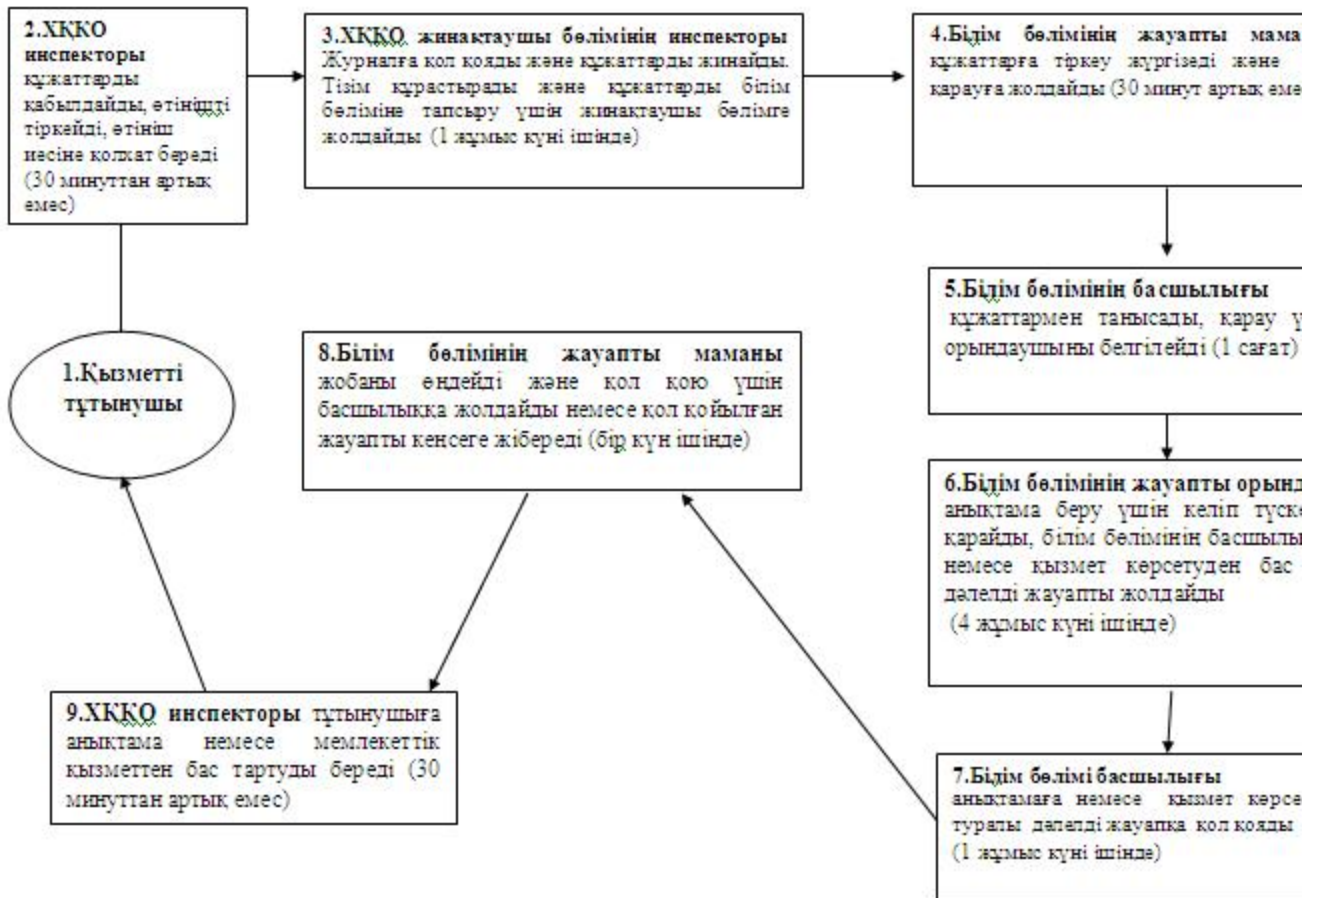 2.ХҚКО
инспекторы
құжаттарды
қабылдайды, өтінішті
тіркейді, өтініш
иесіне қолхат береді
(30 минуттан артық
емес)
3.ХҚКО жинақтаушы бөлімінің инспекторы
Журналға қол қояды және құжаттарды жинайды.
Тізім құрастырады және құжаттарды білім
бөліміне тапсыру үшін жинақтаушы бөлімге
жолдайды (1 жұмыс күні ішінде)
4.Білім бөлімінің жауапты мама
құжаттарға тіркеу жүргізеді және
қарауға жолдайды (30 минут артық еме
5.Білім бөлімінің басшылығы
құжаттармен танысады, қарау ү
орындаушыны белгілейді (1 сағат)
6.Білім бөлімінің жауапты орынд
анықтама беру үшін келіп түске
қарайды, білім бөлімінің басшылы
немесе қызмет көрсетуден бас
дәлелді жауапты жолдайды
(4 жұмыс күні ішінде)
7.Білім бөлімі басшылығы
анықтамаға немесе қызмет көрсе
туралы дәлелді жауапқа қол қояды
(1 жұмыс күні ішінде)
8.Білім бөлімінің жауапты маманы
жобаны өңдейді және қол қою үшін
басшылыққа жолдайды немесе қол қойылған
жауапты кеңсеге жібереді (бір күн ішінде)
9.ХҚКО инспекторы тұтынушыға
анықтама немесе мемлекеттік
қызметтен бас тартуды береді (30
минуттан артық емес)
1.Қызметті
тұтынушы